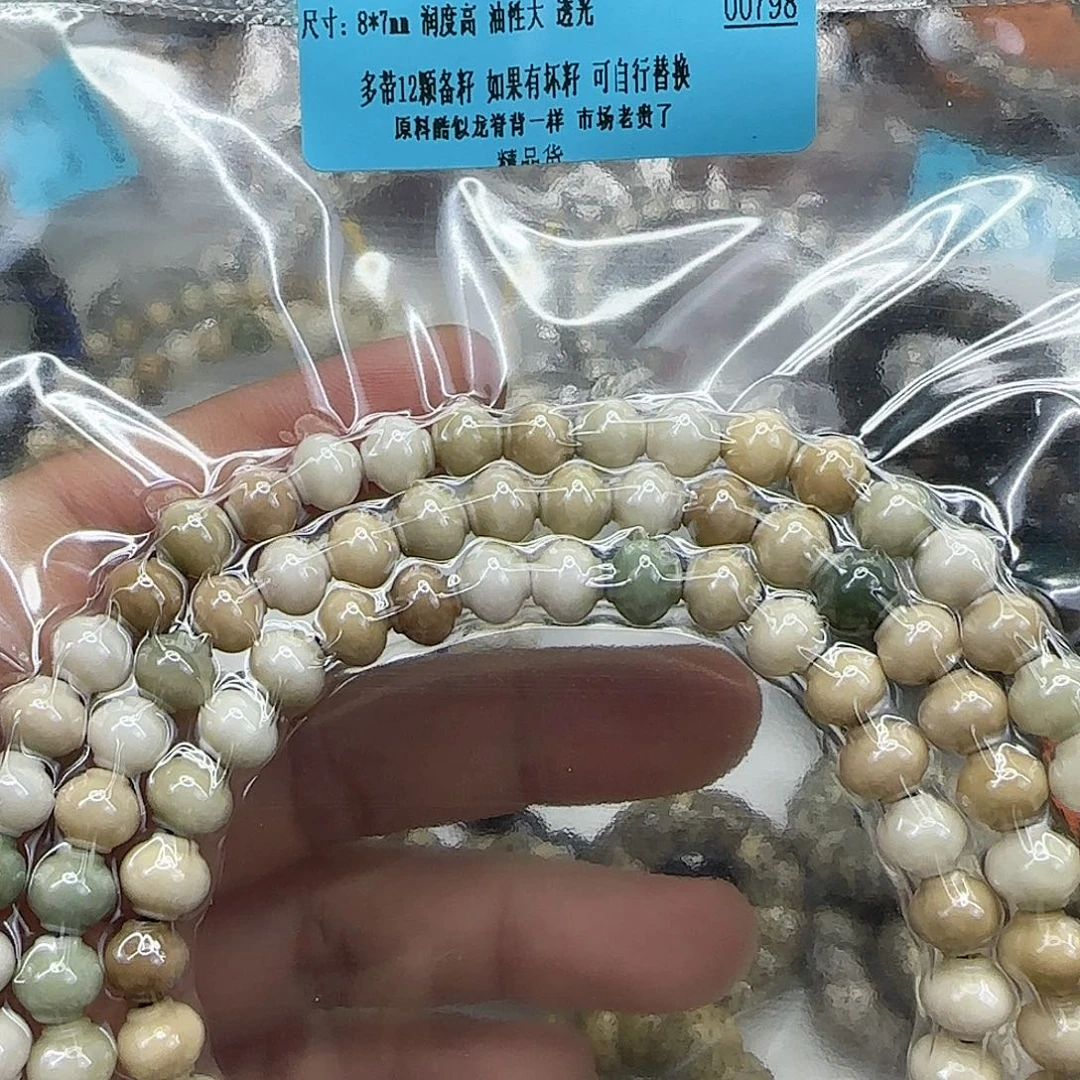 00798
尺寸: 8*7mm 润度高 油性大 透光
多带12颗备籽 如果有坏籽 可自行替换
原料酷似龙脊背一样 市场老贵了
精品货